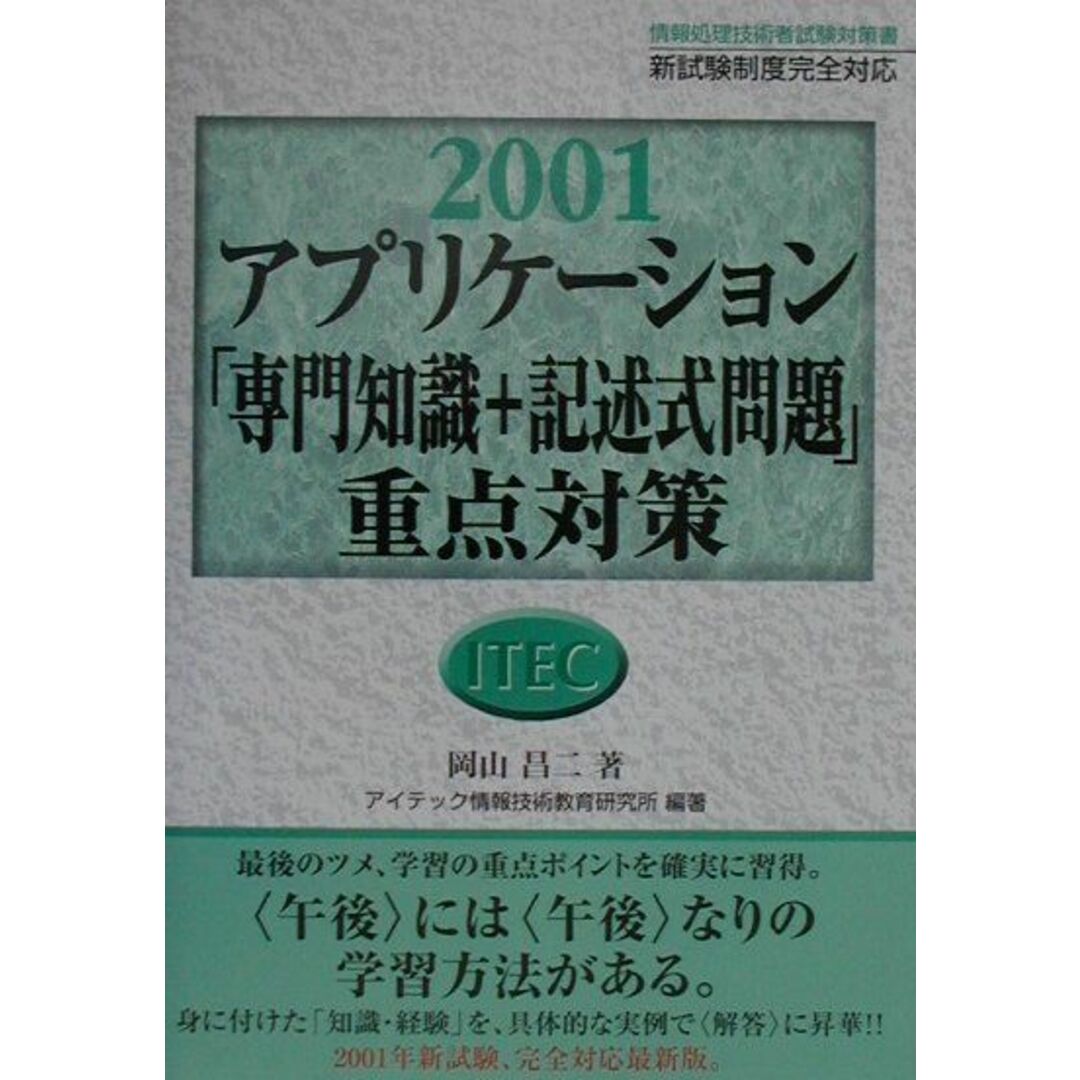 情報処理技術者試験対策書
新試験制度完全対応
2001
アプリケーション
「専門知識+記述式問題」
重点対策
ITEC
岡山 昌二 著
アイテック情報技術教育研究所 編著
最後のツメ、学習の重点ポイントを確実に習得。
〈午後〉には〈午後〉なりの
学習方法がある。
身に付けた「知識・経験」を、具体的な実例で〈解答〉に昇華!!
2001年新試験、完全対応最新版。